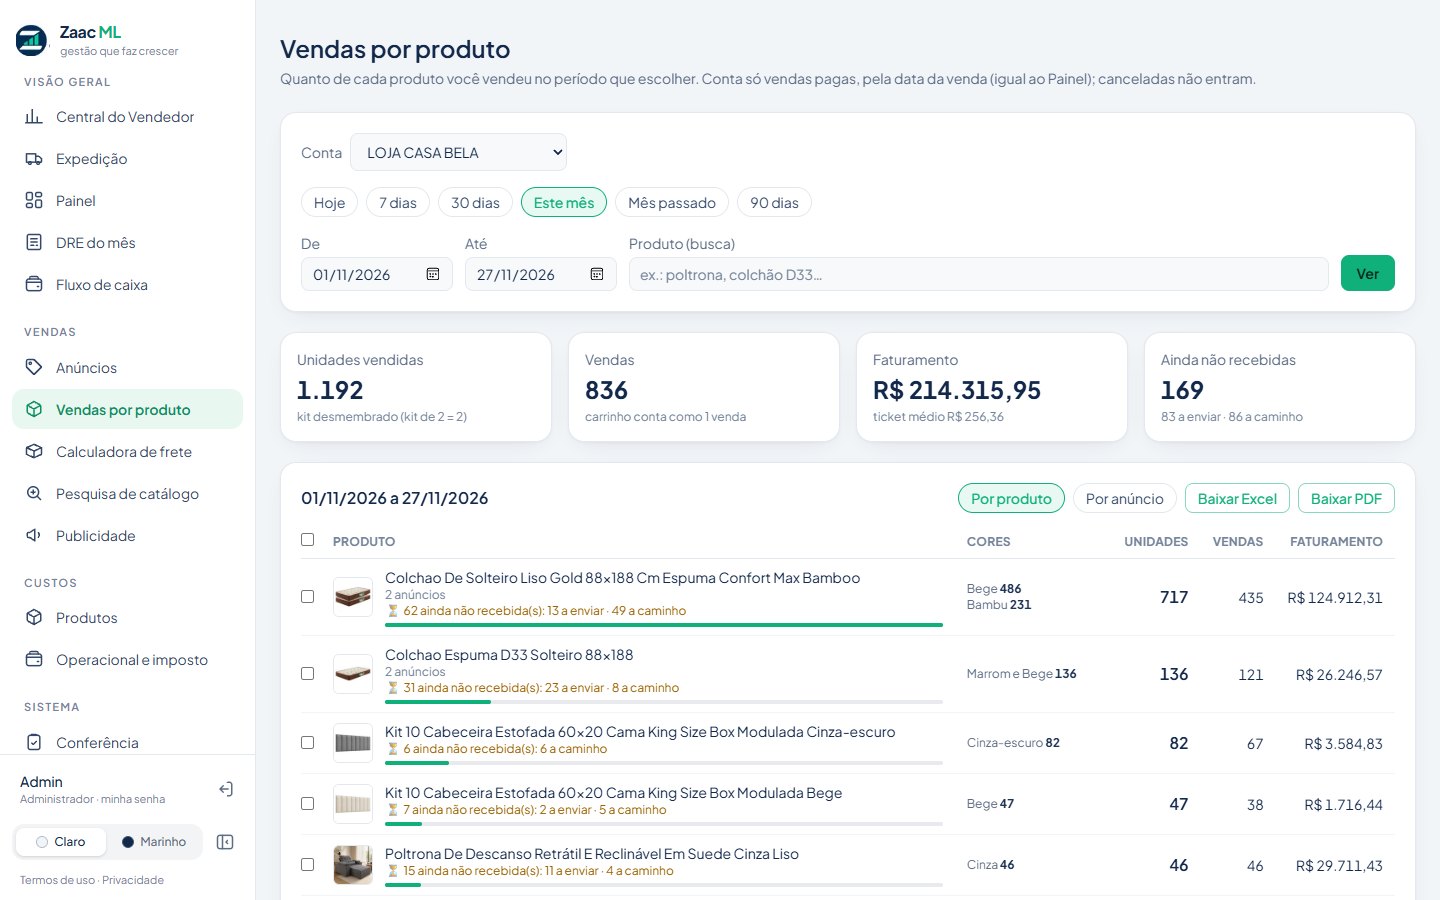 Zaac ML
gestão que faz crescer
VISÃO GERAL
Central do Vendedor
Expedição
Painel
DRE do mês
Fluxo de caixa
VENDAS
Anúncios
Vendas por produto
Calculadora de frete
Pesquisa de catálogo
Publicidade
CUSTOS
Produtos
Operacional e imposto
SISTEMA
Conferência
Admin
Administrador · minha senha
Claro
Marinho
Termos de uso · Privacidade
Vendas por produto
Quanto de cada produto você vendeu no período que escolher. Conta só vendas pagas, pela data da venda (igual ao Painel); canceladas não entram.
Conta LOJA CASA BELA
Hoje 7 dias 30 dias Este mês Mês passado 90 dias
De Até Produto (busca)
01/11/2026 27/11/2026 ex.: poltrona, colchão D33... Ver
Unidades vendidas
1.192
kit desmembrado (kit de 2 = 2)
Vendas
836
carrinho conta como 1 venda
Faturamento
R$ 214.315,95
ticket médio R$ 256,36
Ainda não recebidas
169
83 a enviar · 86 a caminho
01/11/2026 a 27/11/2026 Por produto Por anúncio Baixar Excel Baixar PDF
PRODUTO CORES UNIDADES VENDAS FATURAMENTO
Colchao De Solteiro Liso Gold 88x188 Cm Espuma Confort Max Bamboo
2 anúncios
⏳ 62 ainda não recebida(s): 13 a enviar · 49 a caminho
Bege 486
Bambu 231
717 435 R$ 124.912,31
Colchao Espuma D33 Solteiro 88x188
2 anúncios
⏳ 31 ainda não recebida(s): 23 a enviar · 8 a caminho
Marrom e Bege 136
136 121 R$ 26.246,57
Kit 10 Cabeceira Estofada 60x20 Cama King Size Box Modulada Cinza-escuro
⏳ 6 ainda não recebida(s): 6 a caminho
Cinza-escuro 82
82 67 R$ 3.584,83
Kit 10 Cabeceira Estofada 60x20 Cama King Size Box Modulada Bege
⏳ 7 ainda não recebida(s): 2 a enviar · 5 a caminho
Bege 47
47 38 R$ 1.716,44
Poltrona De Descanso Retrátil E Reclinável Em Suede Cinza Liso
⏳ 15 ainda não recebida(s): 11 a enviar · 4 a caminho
Cinza 46
46 46 R$ 29.711,43